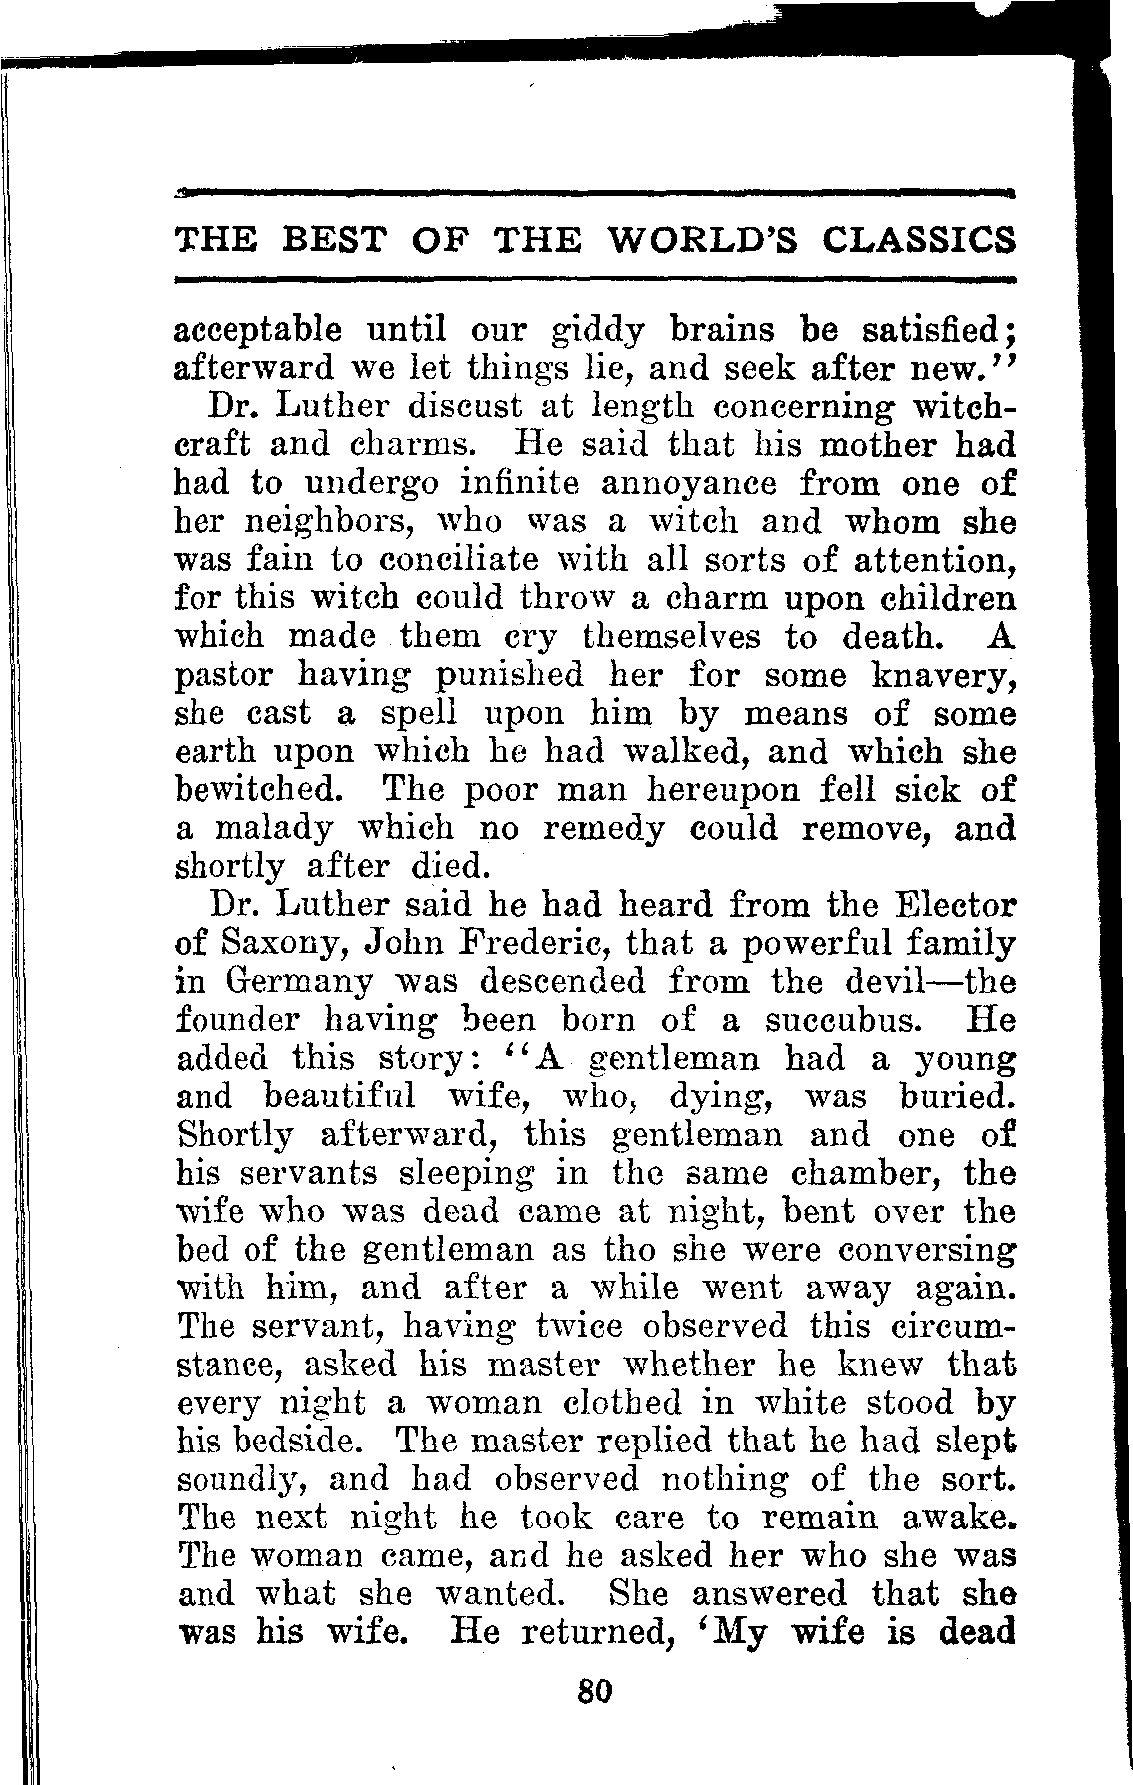 THE BEST OF THE WORLD'S CLASSICS
acceptable until our giddy brains be satisfied;
afterward we let things lie, and seek after new.''
Dr. Luther discust at length concerning witch-
craft and charms. He said that his mother had
had to undergo infinite annoyance from one of
her neighbors, who was a witch and whom she
was fain to conciliate with all sorts of attention,
for this witch could throw a charm upon children
which made them cry themselves to death. A
pastor having punished her for some knavery,
she cast a spell upon him by means of some
earth upon which he had walked, and which she
bewitched. The poor man hereupon fell sick of
a malady which no remedy could remove, and
shortly after died.
Dr. Luther said he had heard from the Elector
of Saxony, John Frederic, that a powerful family
in Germany was descended from the devil—the
founder having been born of a succubus. He
added this story: ‘‘A gentleman had a young
and beautiful wife, who, dying, was buried.
Shortly afterward, this gentleman and one of
his servants sleeping in the same chamber, the
wife who was dead came at night, bent over the
bed of the gentleman as tho she were conversing
with him, and after a while went away again.
The servant, having twice observed this circum-
stance, asked his master whether he knew that
every night a woman clothed in white stood by
his bedside. The master replied that he had slept
soundly, and had observed nothing of the sort.
The next night he took care to remain awake.
The woman came, and he asked her who she was
and what she wanted. She answered that she
was his wife. He returned, ‘My wife is dead
80